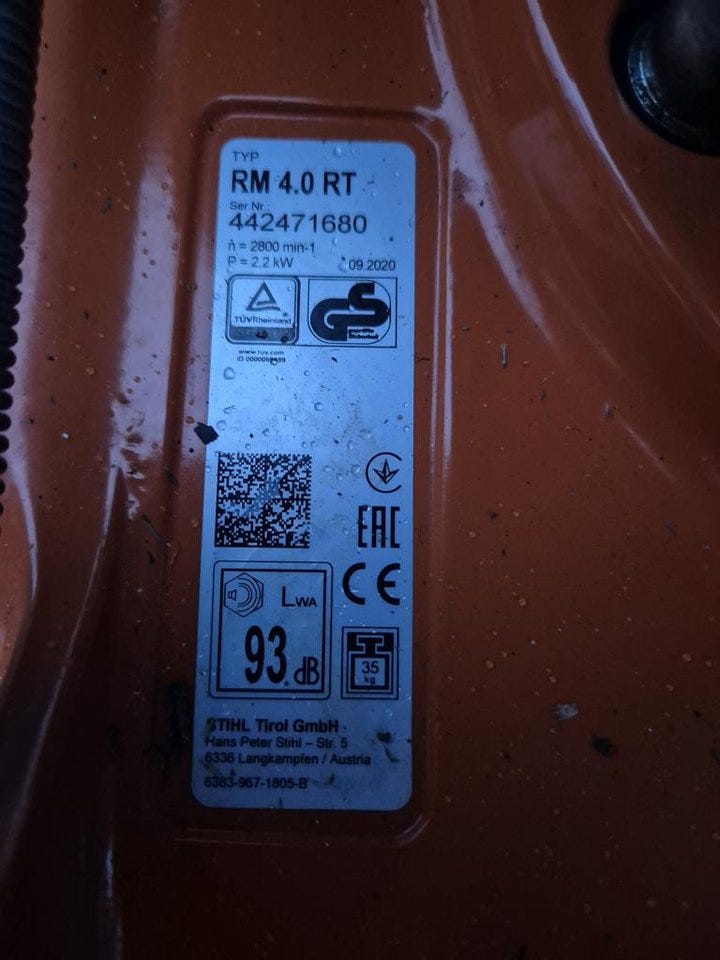 TYP
RM 4.0 RT
Ser.Nr.:
442471680
n = 2800 min-1
P = 2,2 kW 09.2020
TÜVRheinland ® GS
www.tuv.com
EAC
CE
LWA
93 dB
35
kg
STIHL Tirol GmbH
Hans Peter Stihl – Str. 5
6336 Langkampfen / Austria
6383-967-1805-B